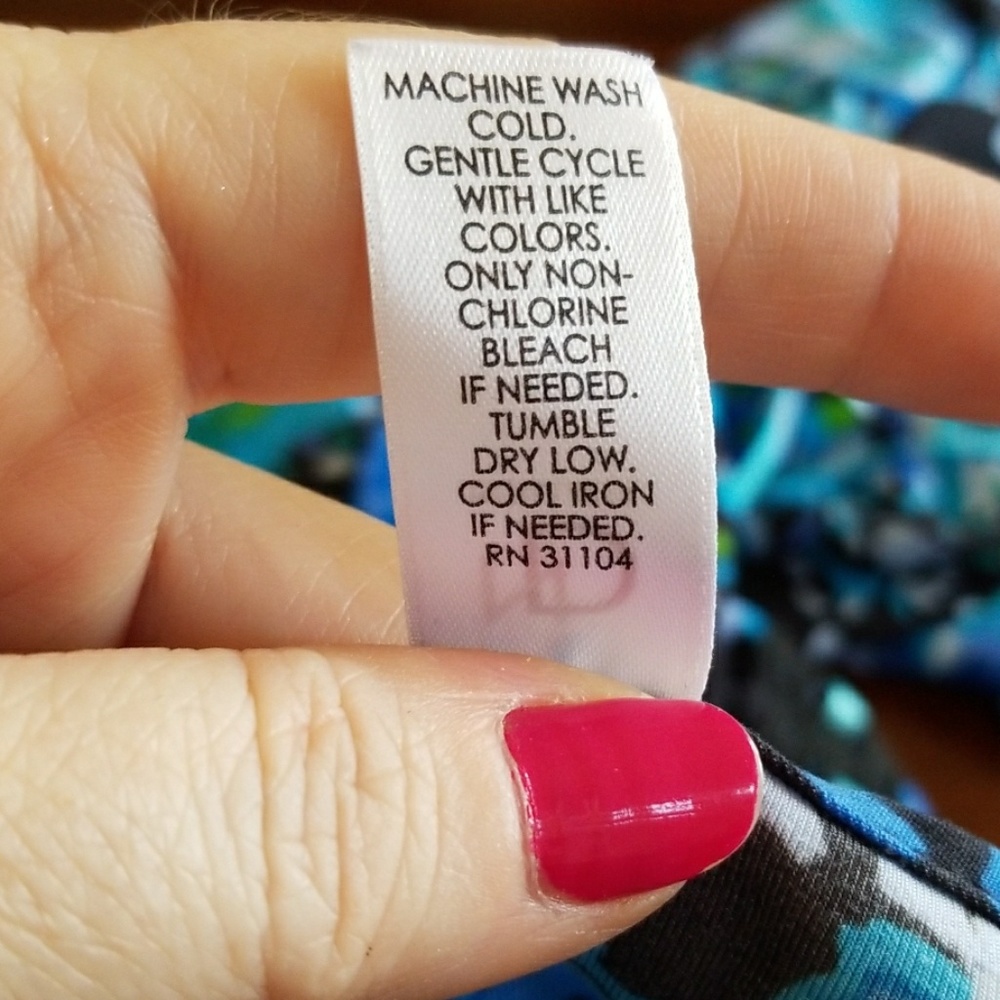 MACHINE WASH
COLD.
GENTLE CYCLE
WITH LIKE
COLORS.
ONLY NON-
CHLORINE
BLEACH
IF NEEDED.
TUMBLE
DRY LOW.
COOL IRON
IF NEEDED.
RN 31104